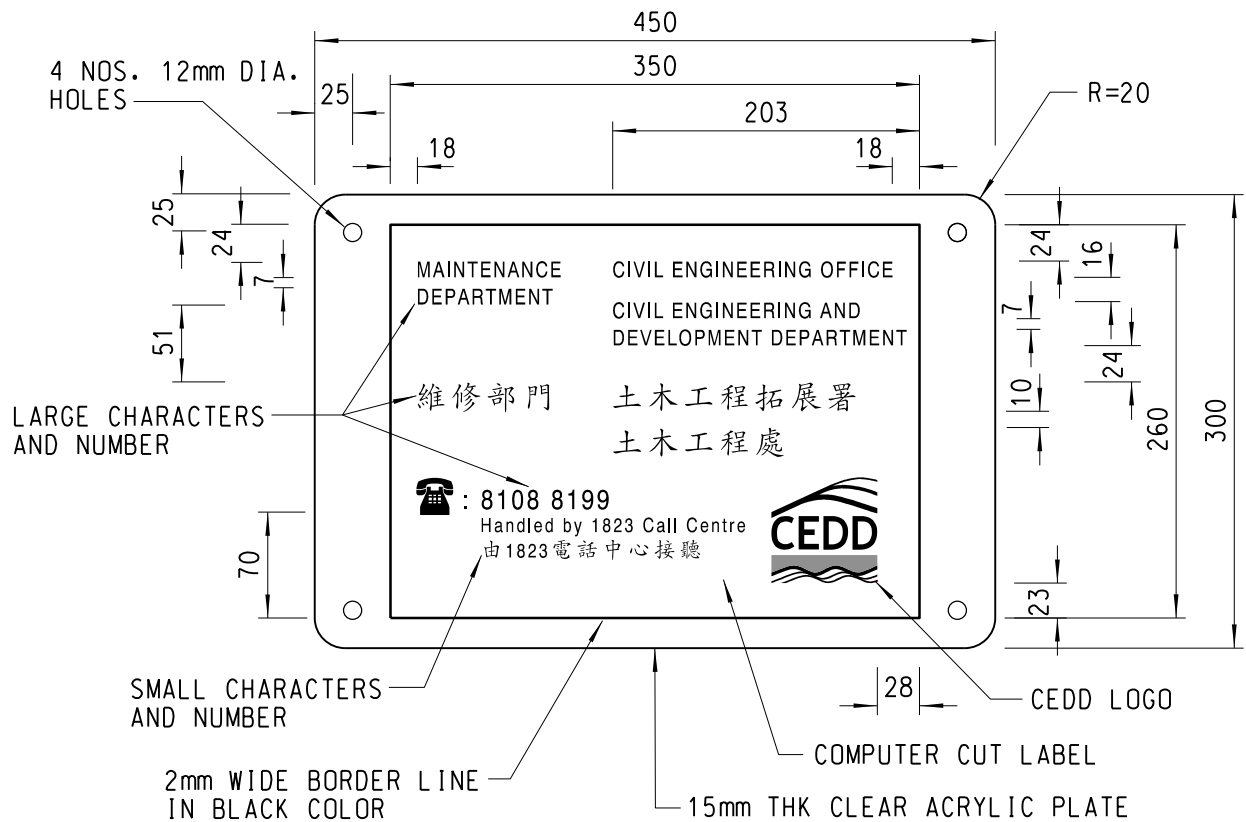 450
4 NOS. 12mm DIA.
HOLES
350
25
R=20
203
18
18
25
24
7
51
24
16
7
24
10
260
300
MAINTENANCE
DEPARTMENT
CIVIL ENGINEERING OFFICE
CIVIL ENGINEERING AND
DEVELOPMENT DEPARTMENT
LARGE CHARACTERS
AND NUMBER
維修部門
土木工程拓展署
土木工程處
: 8108 8199
Handled by 1823 Call Centre
由1823電話中心接聽
CEDD
70
23
SMALL CHARACTERS
AND NUMBER
28
CEDD LOGO
COMPUTER CUT LABEL
2mm WIDE BORDER LINE
IN BLACK COLOR
15mm THK CLEAR ACRYLIC PLATE